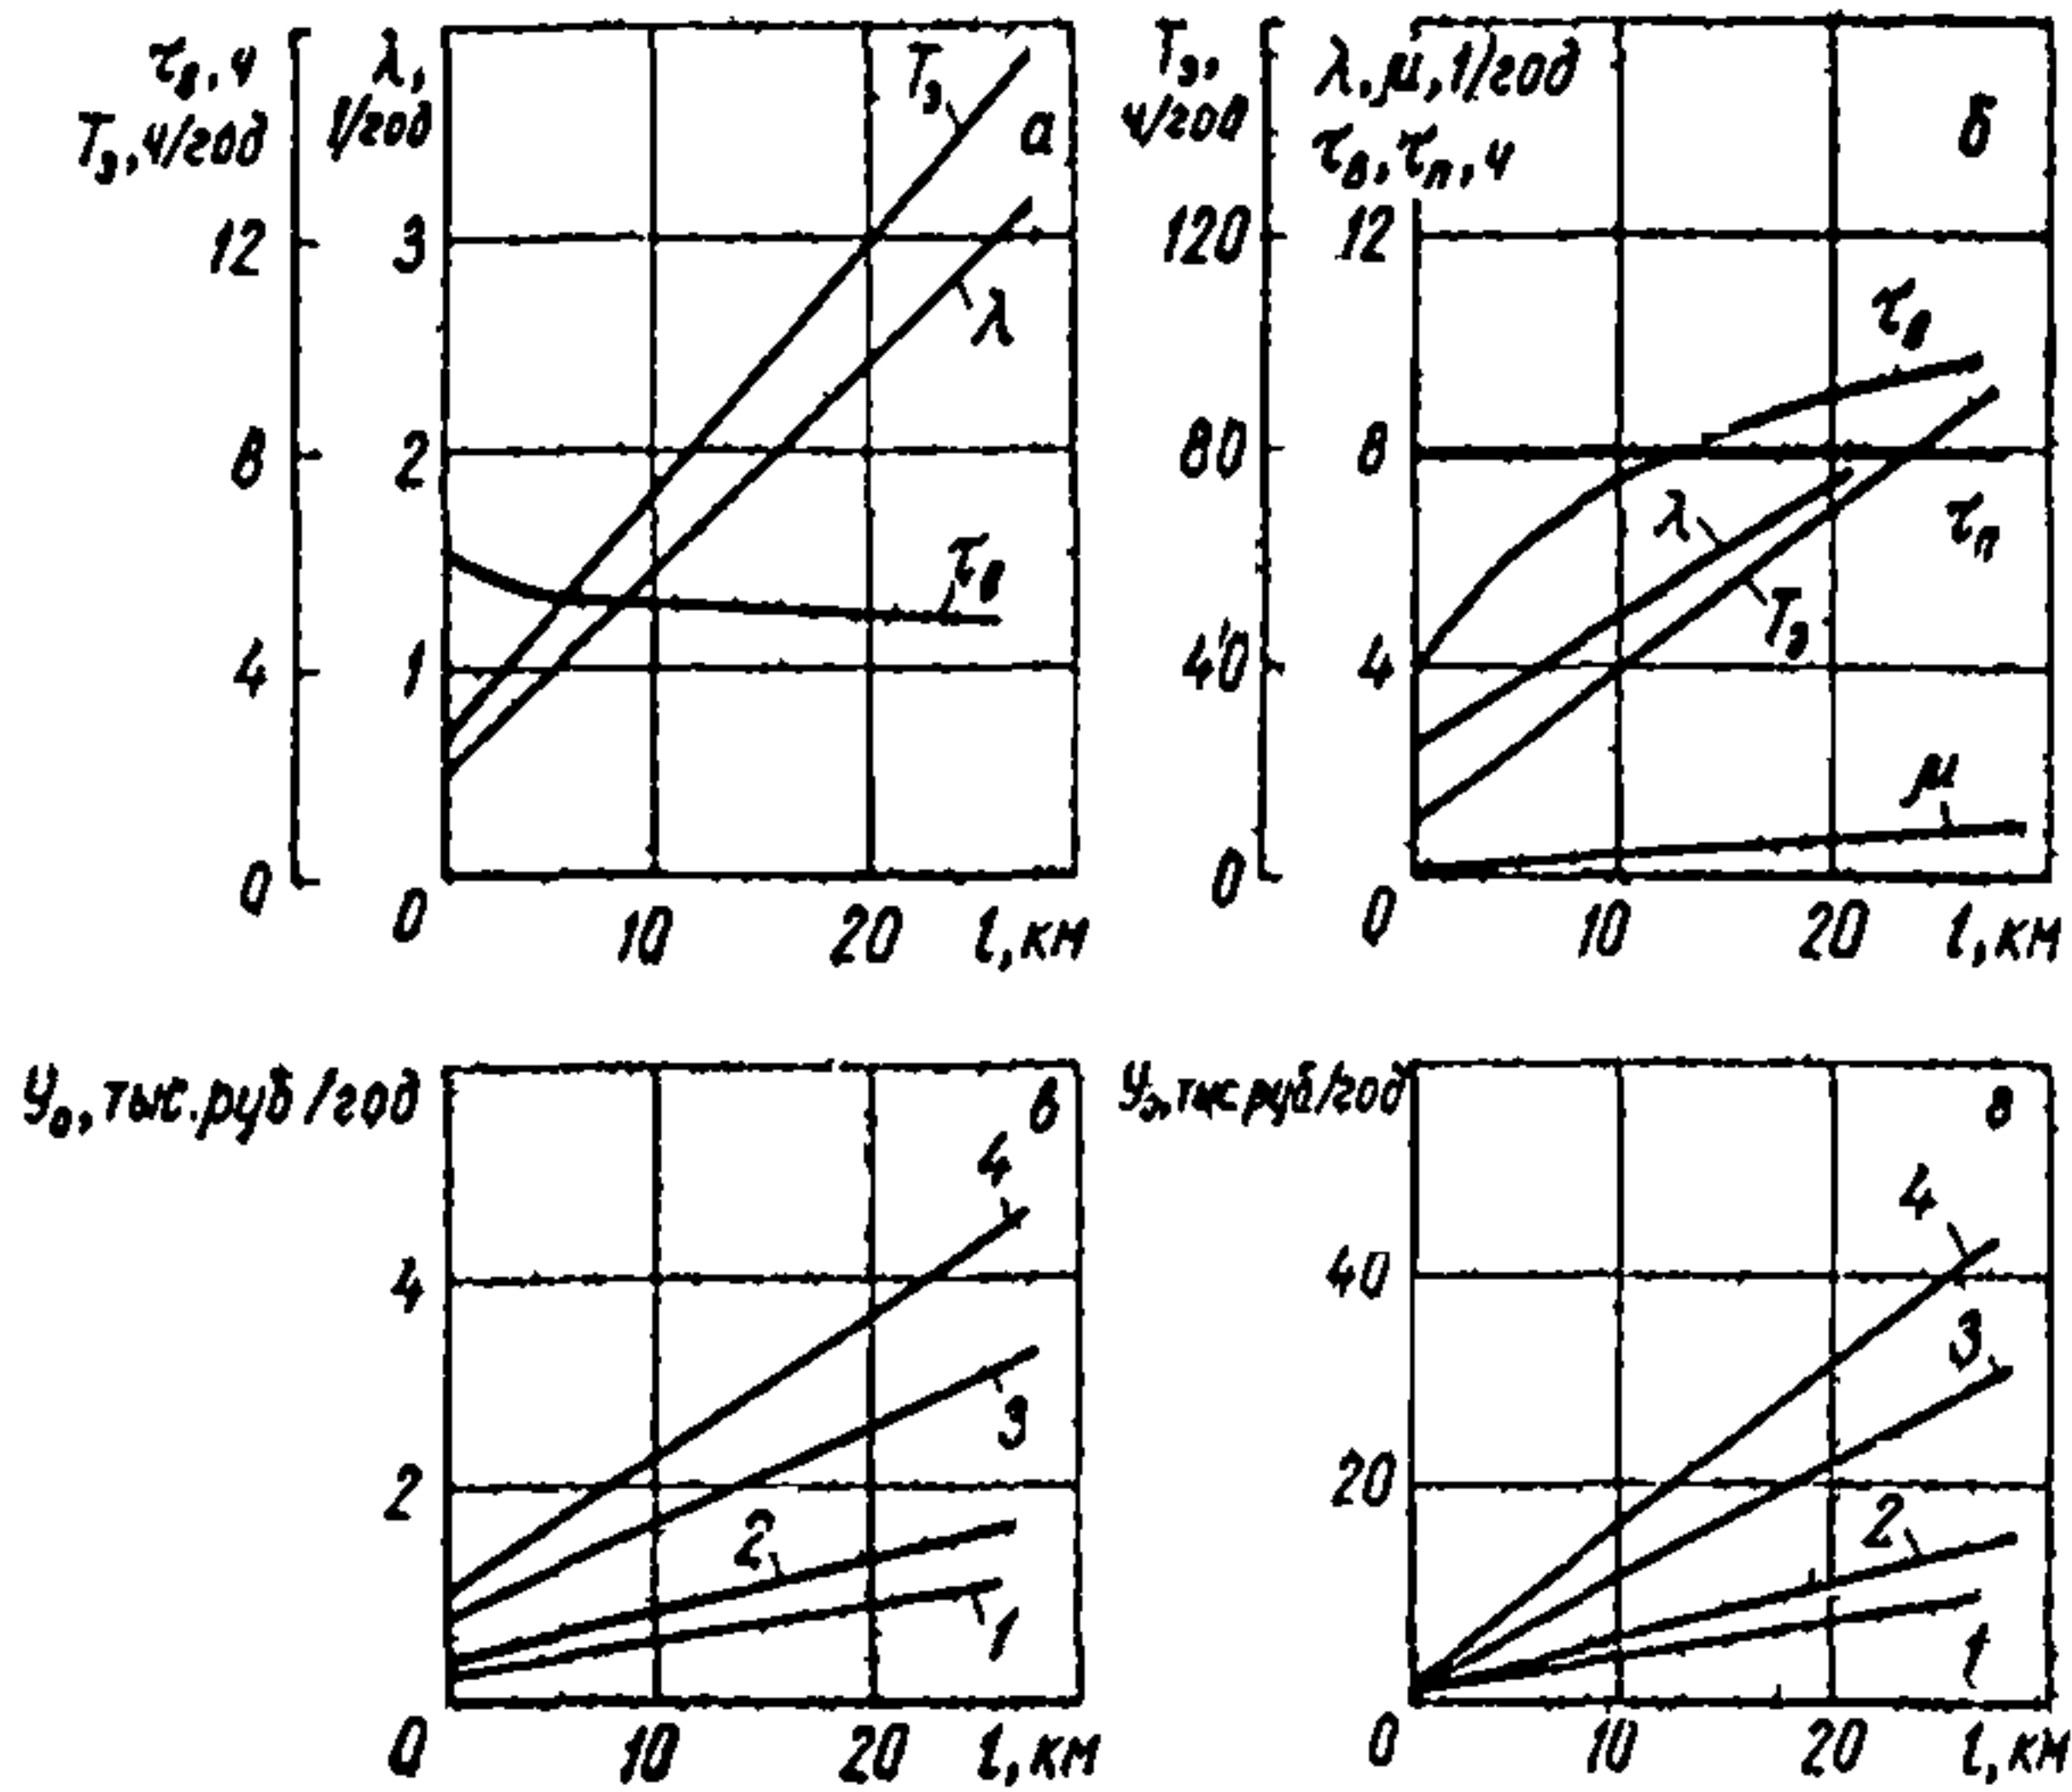 τв, ч
Tэ, ч/год
λ,
1/год
Tэ
а
12
3
λ
8
2
τв
4
1
0
0
10
20
l, км
Tэ,
ч/год
λ, μ, 1/год
τв, τп, ч
б
120
12
τв
80
8
λ
τп
Tэ
40
4
μ
0
0
10
20
l, км
Уо, тыс. руб/год
в
4
4
3
2
2
1
0
10
20
l, км
Уэ, тыс руб/год
4
40
3
20
2
1
0
10
20
l, км